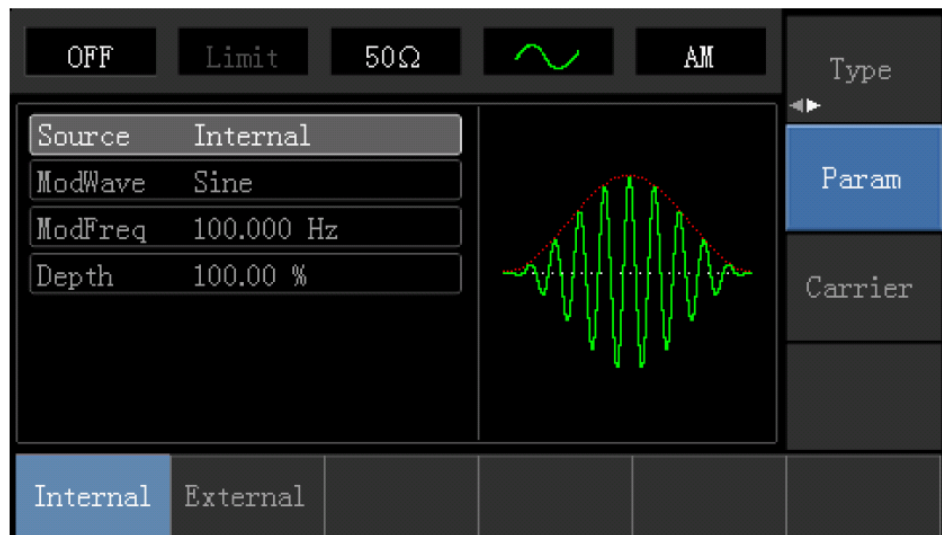 OFF Limit 50Ω AM
Type
Source Internal
ModWave Sine
ModFreq 100.000 Hz
Depth 100.00 %
Param
Carrier
Internal External